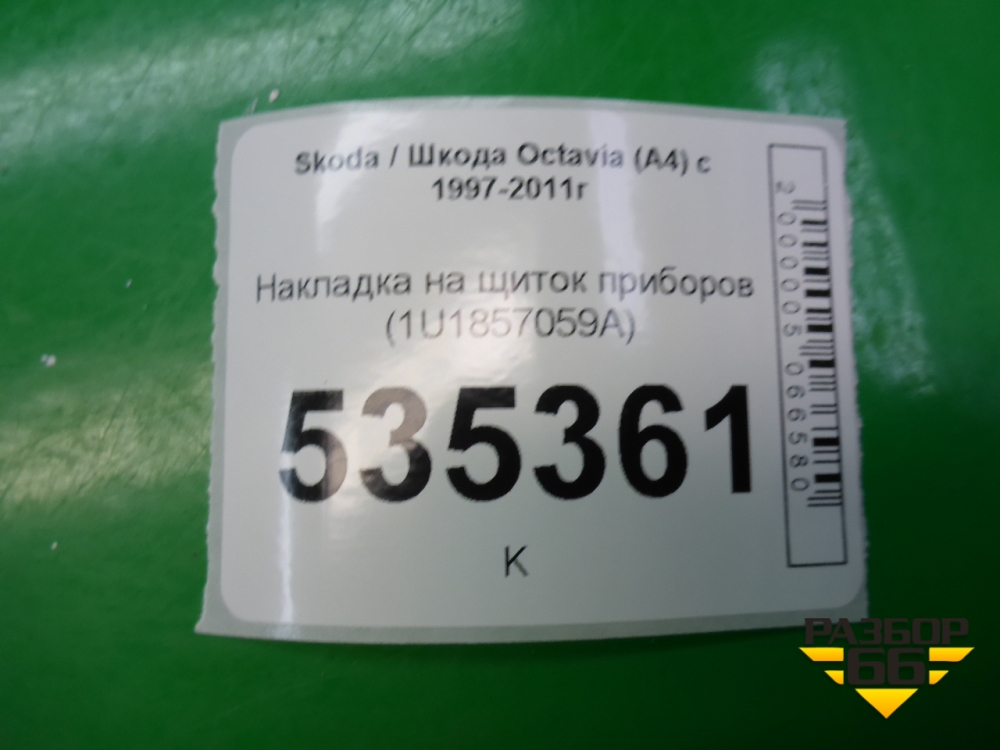 Skoda / Шкода Octavia (A4) с
1997-2011г
Накладка на щиток приборов
(1U1857059A)
535361
К
2000005066580
РАЗБОР
66